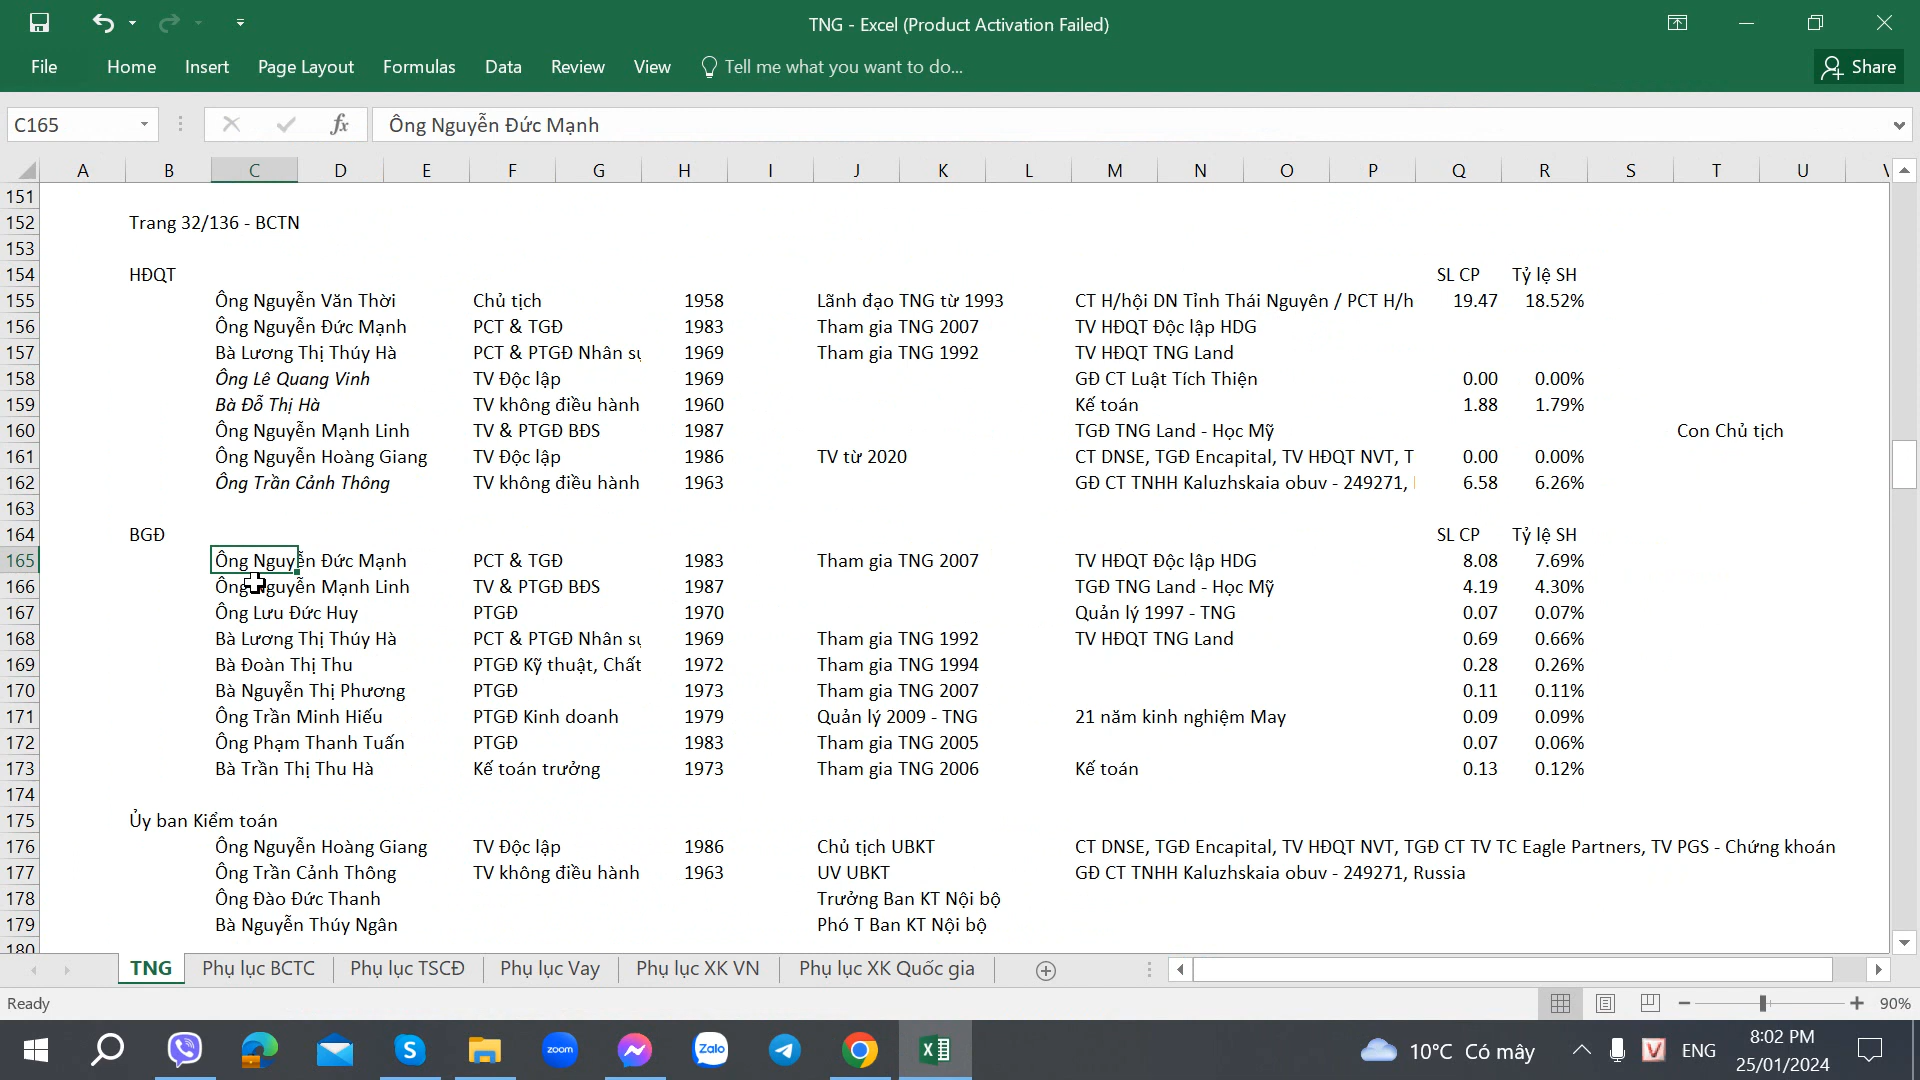 TNG - Excel (Product Activation Failed)
File Home Insert Page Layout Formulas Data Review View Tell me what you want to do... Share
C165 fx Ông Nguyễn Đức Mạnh
A B C D E F G H I J K L M N O P Q R S T U
151
152 Trang 32/136 - BCTN
153
154 HĐQT SL CP Tỷ lệ SH
155 Ông Nguyễn Văn Thời Chủ tịch 1958 Lãnh đạo TNG từ 1993 CT H/hội DN Tỉnh Thái Nguyên / PCT H/h 19.47 18.52%
156 Ông Nguyễn Đức Mạnh PCT & TGĐ 1983 Tham gia TNG 2007 TV HĐQT Độc lập HDG
157 Bà Lương Thị Thúy Hà PCT & PTGĐ Nhân sự 1969 Tham gia TNG 1992 TV HĐQT TNG Land
158 Ông Lê Quang Vinh TV Độc lập 1969 GĐ CT Luật Tích Thiện 0.00 0.00%
159 Bà Đỗ Thị Hà TV không điều hành 1960 Kế toán 1.88 1.79%
160 Ông Nguyễn Mạnh Linh TV & PTGĐ BĐS 1987 TGĐ TNG Land - Học Mỹ Con Chủ tịch
161 Ông Nguyễn Hoàng Giang TV Độc lập 1986 TV từ 2020 CT DNSE, TGĐ Encapital, TV HĐQT NVT, T 0.00 0.00%
162 Ông Trần Cảnh Thông TV không điều hành 1963 GĐ CT TNHH Kaluzhskaia obuv - 249271, 6.58 6.26%
163
164 BGĐ SL CP Tỷ lệ SH
165 Ông Nguyễn Đức Mạnh PCT & TGĐ 1983 Tham gia TNG 2007 TV HĐQT Độc lập HDG 8.08 7.69%
166 Ông Nguyễn Mạnh Linh TV & PTGĐ BĐS 1987 TGĐ TNG Land - Học Mỹ 4.19 4.30%
167 Ông Lưu Đức Huy PTGĐ 1970 Quản lý 1997 - TNG 0.07 0.07%
168 Bà Lương Thị Thúy Hà PCT & PTGĐ Nhân sự 1969 Tham gia TNG 1992 TV HĐQT TNG Land 0.69 0.66%
169 Bà Đoàn Thị Thu PTGĐ Kỹ thuật, Chất 1972 Tham gia TNG 1994 0.28 0.26%
170 Bà Nguyễn Thị Phương PTGĐ 1973 Tham gia TNG 2007 0.11 0.11%
171 Ông Trần Minh Hiếu PTGĐ Kinh doanh 1979 Quản lý 2009 - TNG 21 năm kinh nghiệm May 0.09 0.09%
172 Ông Phạm Thanh Tuấn PTGĐ 1983 Tham gia TNG 2005 0.07 0.06%
173 Bà Trần Thị Thu Hà Kế toán trưởng 1973 Tham gia TNG 2006 Kế toán 0.13 0.12%
174
175 Ủy ban Kiểm toán
176 Ông Nguyễn Hoàng Giang TV Độc lập 1986 Chủ tịch UBKT CT DNSE, TGĐ Encapital, TV HĐQT NVT, TGĐ CT TV TC Eagle Partners, TV PGS - Chứng khoán
177 Ông Trần Cảnh Thông TV không điều hành 1963 UV UBKT GĐ CT TNHH Kaluzhskaia obuv - 249271, Russia
178 Ông Đào Đức Thanh Trưởng Ban KT Nội bộ
179 Bà Nguyễn Thúy Ngân Phó T Ban KT Nội bộ
180
TNG Phụ lục BCTC Phụ lục TSCĐ Phụ lục Vay Phụ lục XK VN Phụ lục XK Quốc gia
Ready 90%
zoom Zalo 10°C Có mây ENG 8:02 PM
25/01/2024